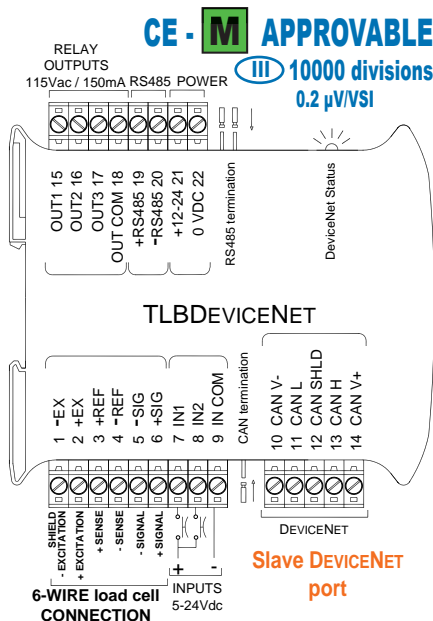 CE - M APPROVABLE
III 10000 divisions
0.2 µV/VSI
RELAY
OUTPUTS
115Vac / 150mA
RS485
POWER
OUT1 15
OUT2 16
OUT3 17
OUT COM 18
+RS485 19
-RS485 20
+12-24 21
0 VDC 22
RS485 termination
DeviceNet Status
TLBDEVICENET
1 -EX
2 +EX
3 +REF
4 -REF
5 -SIG
6 +SIG
7 IN1
8 IN2
9 IN COM
CAN termination
10 CAN V-
11 CAN L
12 CAN SHLD
13 CAN H
14 CAN V+
SHIELD
- EXCITATION
+ EXCITATION
+ SENSE
- SENSE
- SIGNAL
+ SIGNAL
+ -
6-WIRE load cell
CONNECTION
INPUTS
5-24Vdc
DEVICENET
Slave DEVICENET
port